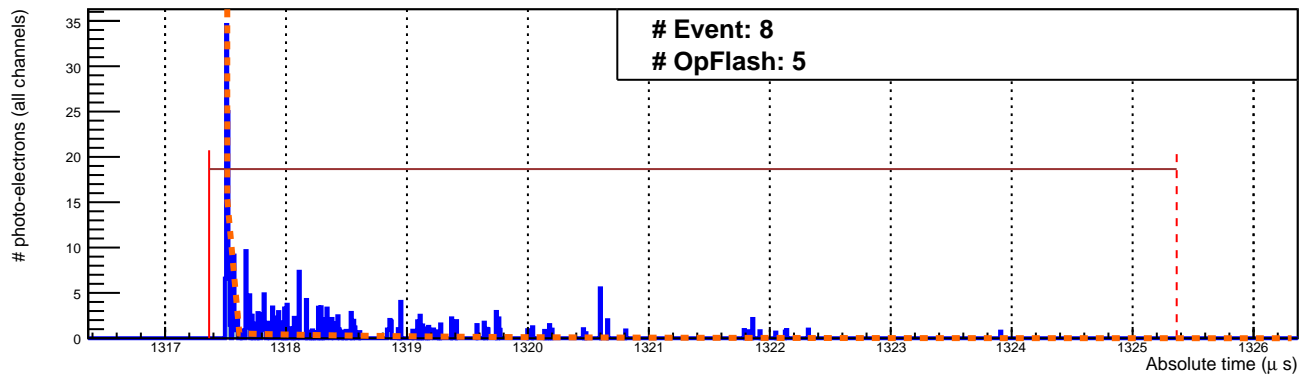 # Event: 8
# OpFlash: 5
# photo-electrons (all channels)
35
30
25
20
15
10
5
0
1317 1318 1319 1320 1321 1322 1323 1324 1325 1326
Absolute time (μ s)